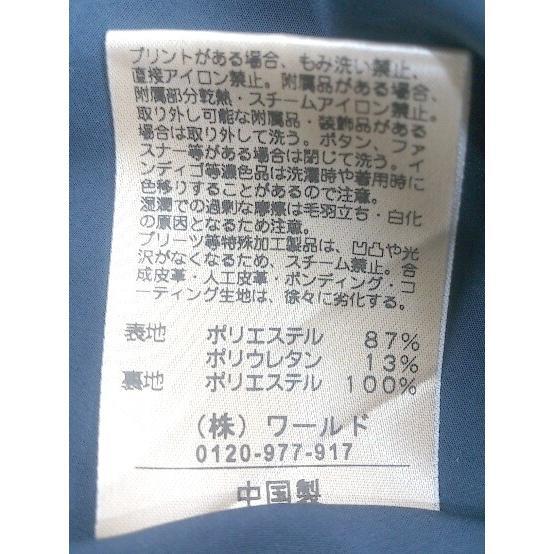 プリントがある場合、もみ洗い禁止、
直接アイロン禁止。附属品がある場合、
附属部分乾熱・スチームアイロン禁止。
取り外し可能な附属品・装飾品がある
場合は取り外して洗う。ボタン、ファ
スナー等がある場合は閉じて洗う。イ
ンディゴ等濃色品は洗濯時や着用時に
色移りすることがあるので注意。
湿潤での過剰な摩擦は毛羽立ち・白化
の原因となるため注意。
プリーツ等特殊加工製品は、凹凸や光
沢がなくなるため、スチーム禁止。合
成皮革・人工皮革・ボンディング・コ
ーティング生地は、徐々に劣化する。
表地 ポリエステル 87%
ポリウレタン 13%
裏地 ポリエステル 100%
(株)ワールド
0120-977-917
中国製